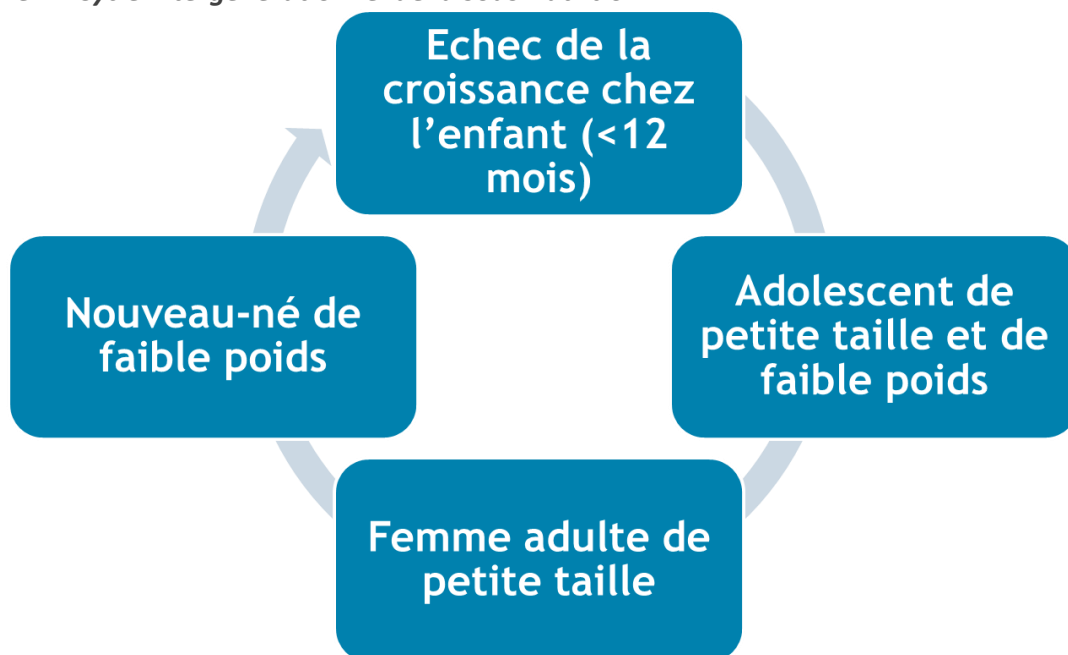 Echec de la
croissance chez
l'enfant (<12
mois)
Nouveau-né de
faible poids
Adolescent de
petite taille et de
faible poids
Femme adulte de
petite taille